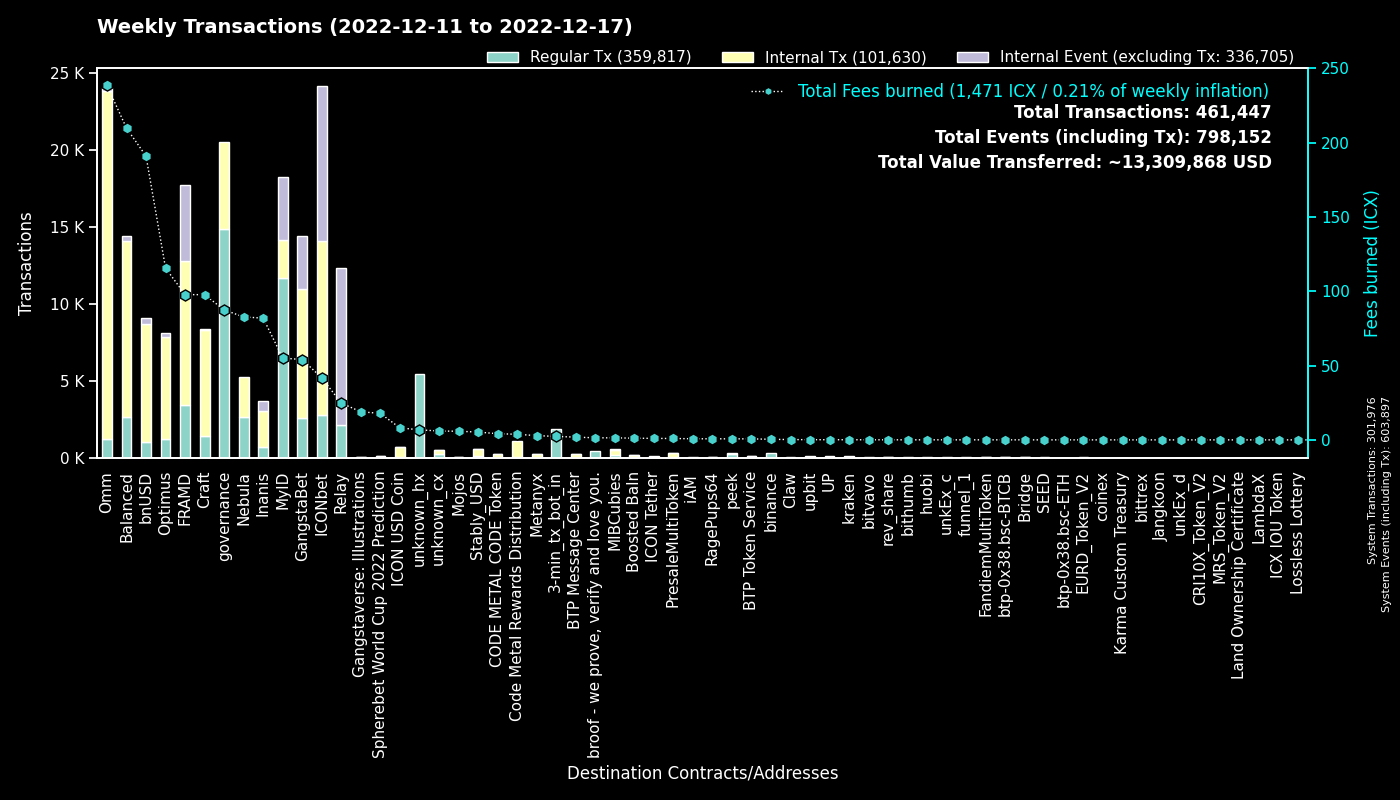 Weekly Transactions (2022-12-11 to 2022-12-17)
Regular Tx (359,817)
Internal Tx (101,630)
Internal Event (excluding Tx: 336,705)
Total Fees burned (1,471 ICX / 0.21% of weekly inflation)
Total Transactions: 461,447
Total Events (including Tx): 798,152
Total Value Transferred: ~13,309,868 USD
Transactions
25 K
20 K
15 K
10 K
5 K
0 K
250
200
150
100
50
0
Fees burned (ICX)
System Transactions: 301,976
System Events (including Tx): 603,897
Omm
Balanced
bnUSD
Optimus
FRAMD
Craft
governance
Nebula
Inanis
MyID
GangstaBet
ICONbet
Relay
Gangstaverse: Illustrations
Spherebet World Cup 2022 Prediction
ICON USD Coin
unknown_hx
unknown_cx
Mojos
Stably_USD
CODE METAL CODE Token
Code Metal Rewards Distribution
Metanyx
3-min_tx_bot_in
BTP Message Center
broof - we prove, verify and love you.
MIBCubies
Boosted Baln
ICON Tether
PresaleMultiToken
iAM
RagePups64
peek
BTP Token Service
binance
Claw
upbit
UP
kraken
bitvavo
rev_share
bithumb
huobi
unkEx_c
funnel_1
FandiemMultiToken
btp-0x38.bsc-BTCB
Bridge
SEED
btp-0x38.bsc-ETH
EURD_Token_V2
coinex
Karma Custom Treasury
bittrex
Jangkoon
unkEx_d
CRI10X_Token_V2
MRS_Token_V2
Land Ownership Certificate
LambdaX
ICX IOU Token
Lossless Lottery
Destination Contracts/Addresses